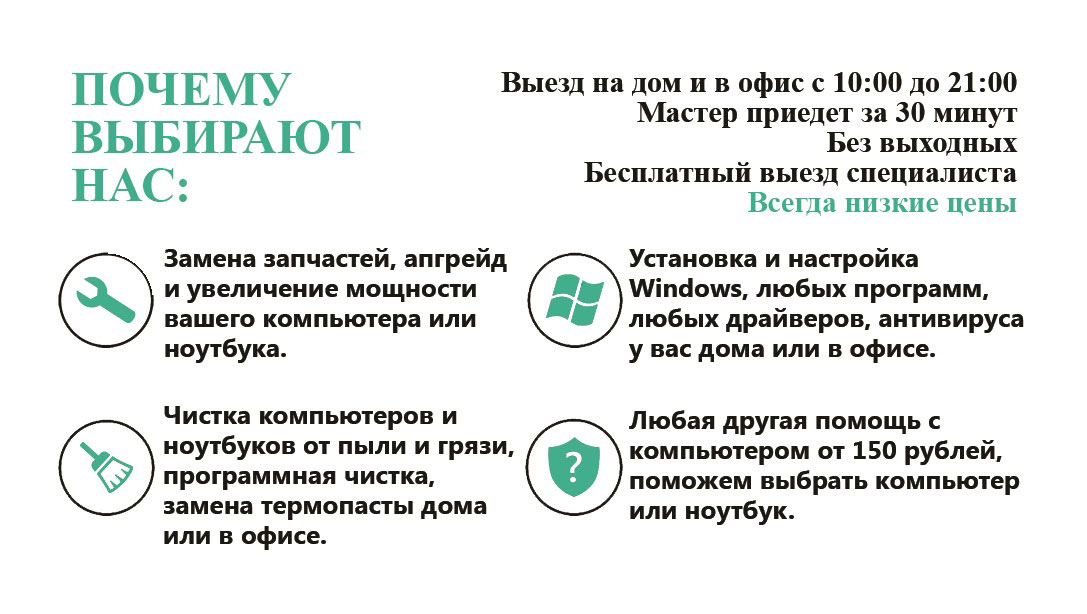 ПОЧЕМУ
ВЫБИРАЮТ
НАС:
Выезд на дом и в офис с 10:00 до 21:00
Мастер приедет за 30 минут
Без выходных
Бесплатный выезд специалиста
Всегда низкие цены
Замена запчастей, апгрейд
и увеличение мощности
вашего компьютера или
ноутбука.
Установка и настройка
Windows, любых программ,
любых драйверов, антивируса
у вас дома или в офисе.
Чистка компьютеров и
ноутбуков от пыли и грязи,
программная чистка,
замена термопасты дома
или в офисе.
?
Любая другая помощь с
компьютером от 150 рублей,
поможем выбрать компьютер
или ноутбук.